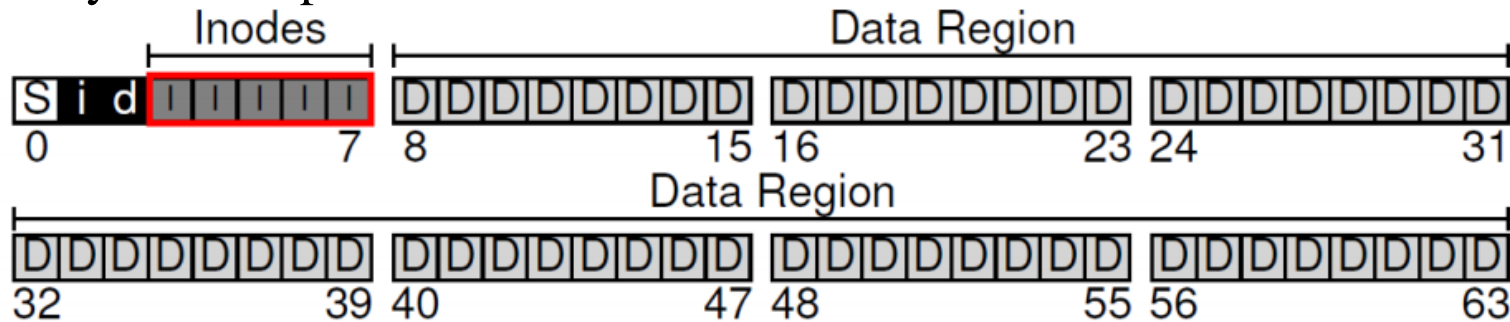 Inodes Data Region
S i d I I I I I D D D D D D D D D D D D D D D D D D D D D D D D
0 7 8 15 16 23 24 31
Data Region
D D D D D D D D D D D D D D D D D D D D D D D D D D D D D D D D
32 39 40 47 48 55 56 63